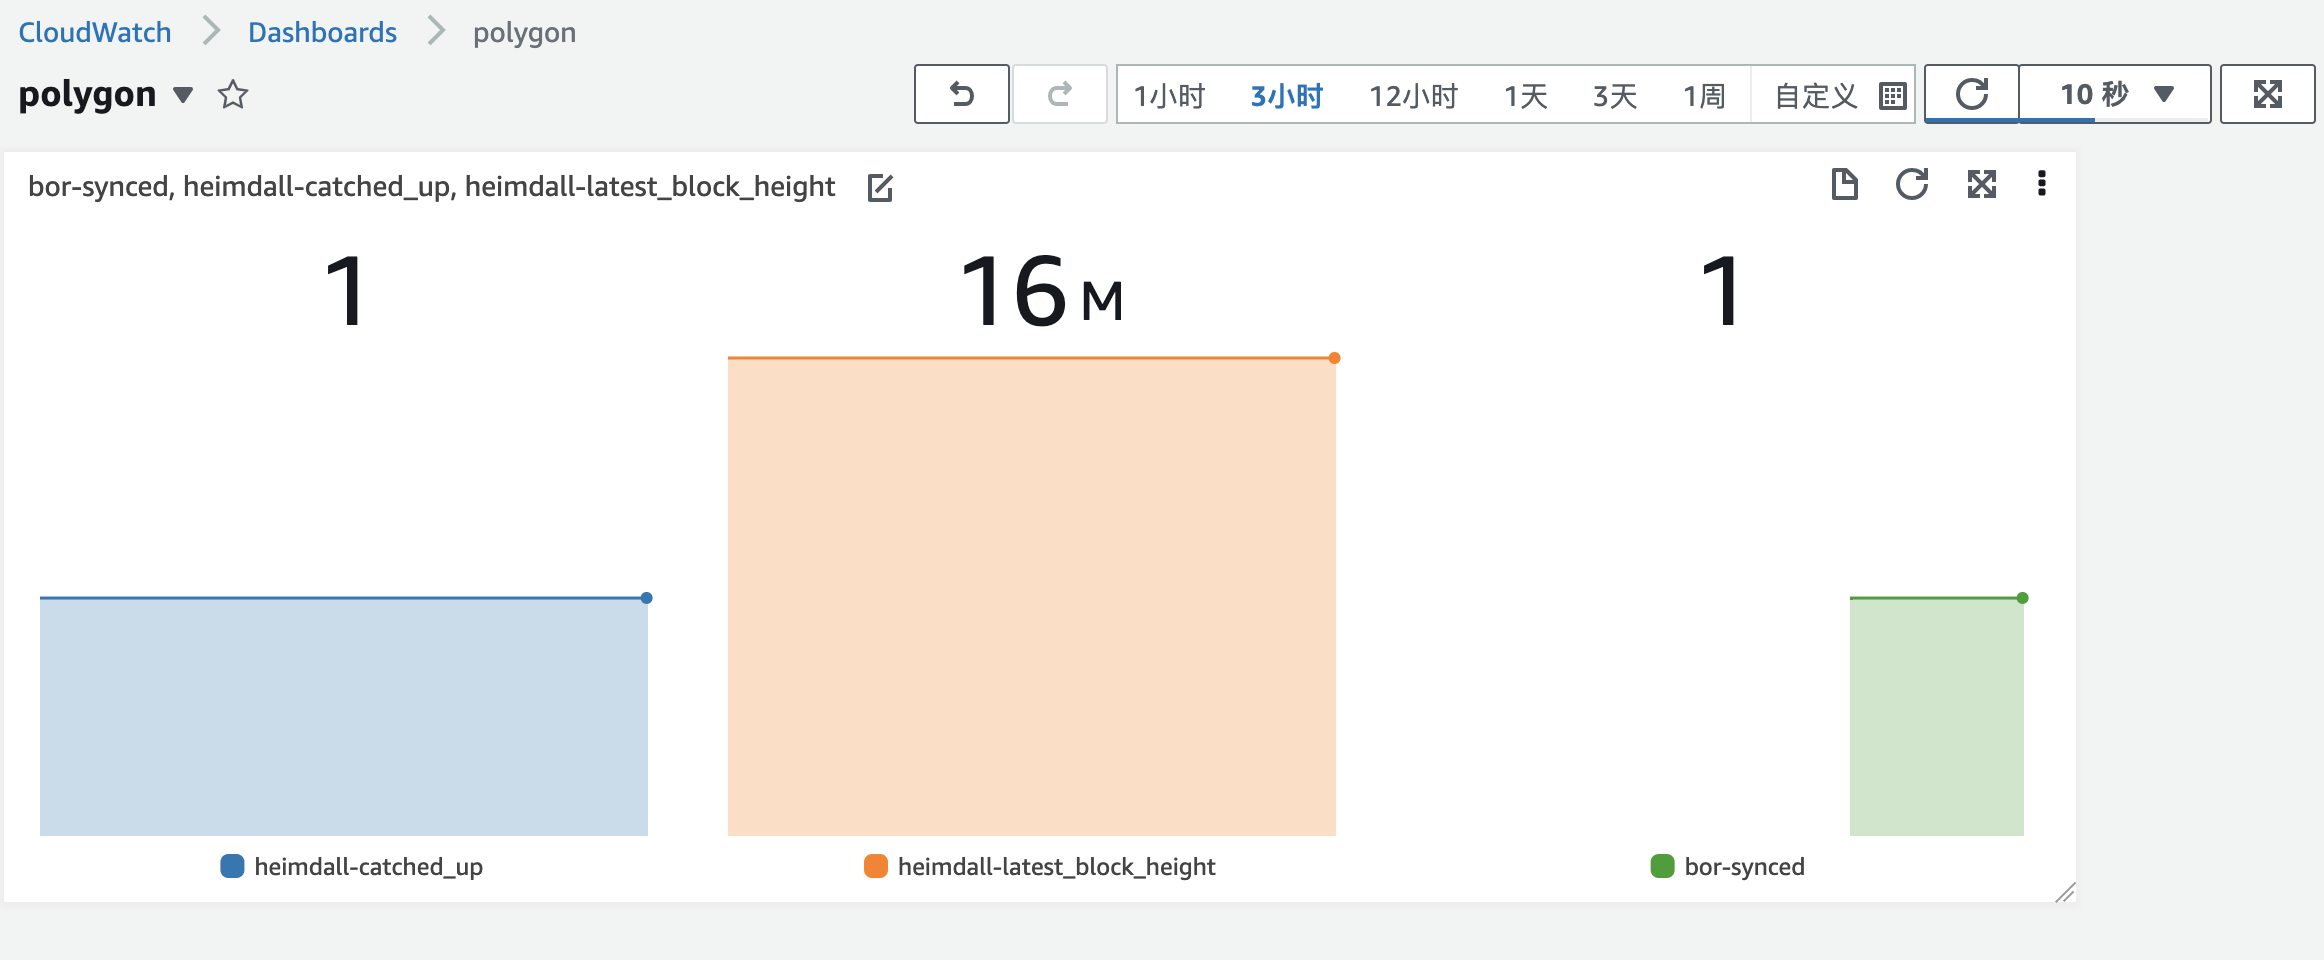 CloudWatch Dashboards polygon
polygon
1小时 3小时 12小时 1天 3天 1周 自定义
10 秒
bor-synced, heimdall-catched_up, heimdall-latest_block_height
1
16 M
1
heimdall-catched_up
heimdall-latest_block_height
bor-synced